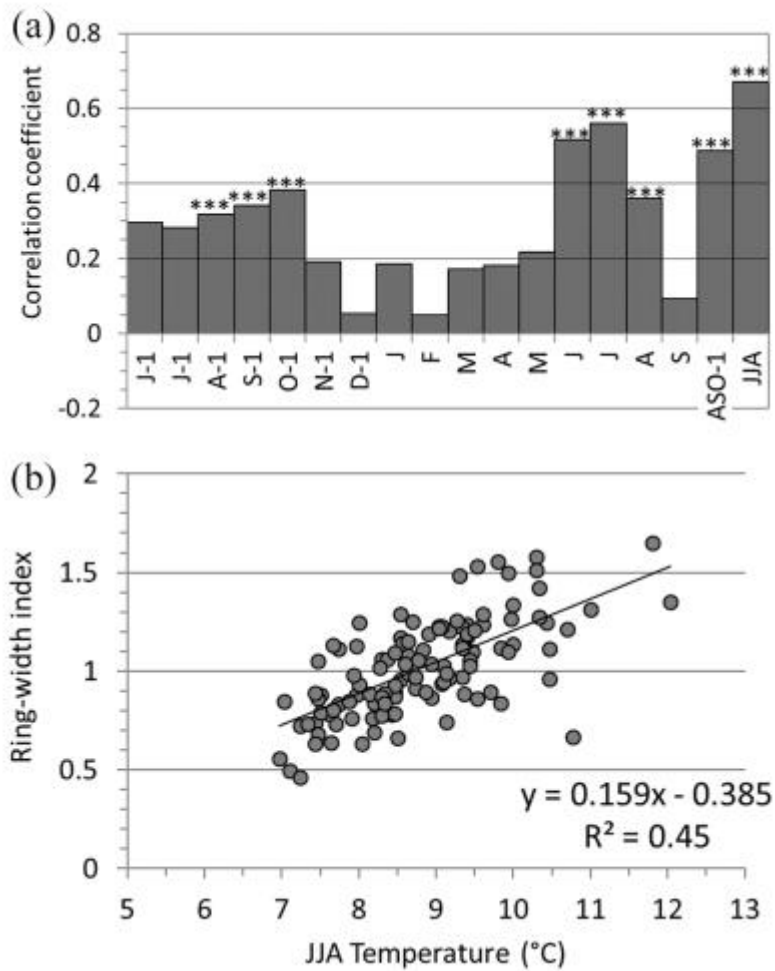 (a)
Correlation coefficient
0.8
0.6
0.4
0.2
0
-0.2
*** *** *** *** *** *** *** ***
J-1 J-1 A-1 S-1 O-1 N-1 D-1 J F M A M J J A S ASO-1 JJA
(b)
Ring-width index
2
1.5
1
0.5
0
y = 0.159x - 0.385
R² = 0.45
5 6 7 8 9 10 11 12 13
JJA Temperature (°C)